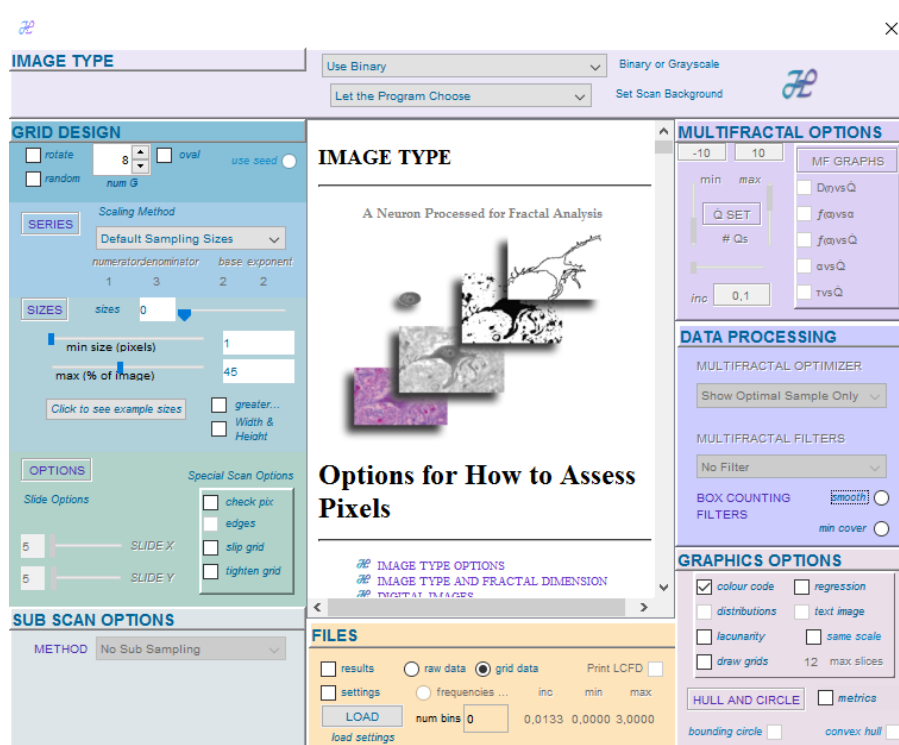 IMAGE TYPE
Use Binary
Binary or Grayscale
Let the Program Choose
Set Scan Background
GRID DESIGN
rotate
8
oval
use seed
random
num G
SERIES
Scaling Method
Default Sampling Sizes
numerator denominator base exponent
1 3 2 2
SIZES
sizes
0
min size (pixels)
1
max (% of image)
45
Click to see example sizes
greater...
Width &
Height
OPTIONS
Special Scan Options
Slide Options
check pix
edges
5
SLIDE X
slip grid
5
SLIDE Y
tighten grid
SUB SCAN OPTIONS
METHOD
No Sub Sampling
IMAGE TYPE
A Neuron Processed for Fractal Analysis
Options for How to Assess
Pixels
IMAGE TYPE OPTIONS
IMAGE TYPE AND FRACTAL DIMENSION
DIGITAL IMAGES
FILES
results
raw data
grid data
Print LCFD
settings
frequencies ...
inc
min
max
LOAD
num bins
0
0,0133 0,0000 3,0000
load settings
MULTIFRACTAL OPTIONS
-10
10
MF GRAPHS
min
max
Q SET
# Qs
inc
0,1
D(Q)vsQ
f(α)vsα
f(α)vsQ
αvsQ
τvsQ
DATA PROCESSING
MULTIFRACTAL OPTIMIZER
Show Optimal Sample Only
MULTIFRACTAL FILTERS
No Filter
BOX COUNTING
FILTERS
smooth
min cover
GRAPHICS OPTIONS
colour code
regression
distributions
text image
lacunarity
same scale
draw grids
12 max slices
HULL AND CIRCLE
metrics
bounding circle
convex hull